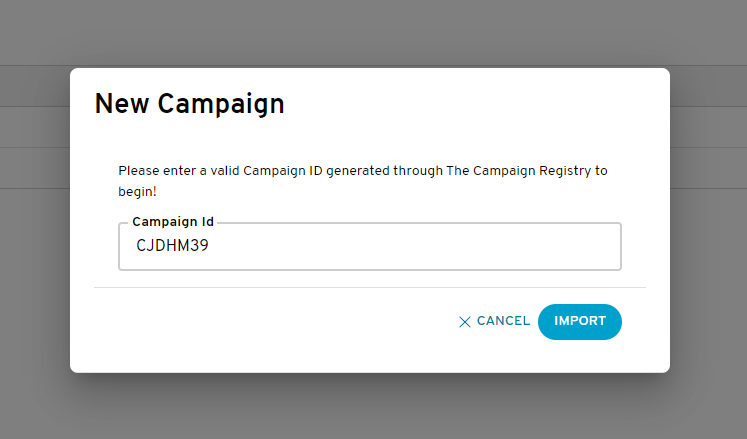 New Campaign
Please enter a valid Campaign ID generated through The Campaign Registry to
begin!
Campaign Id
CJDHM39
CANCEL
IMPORT